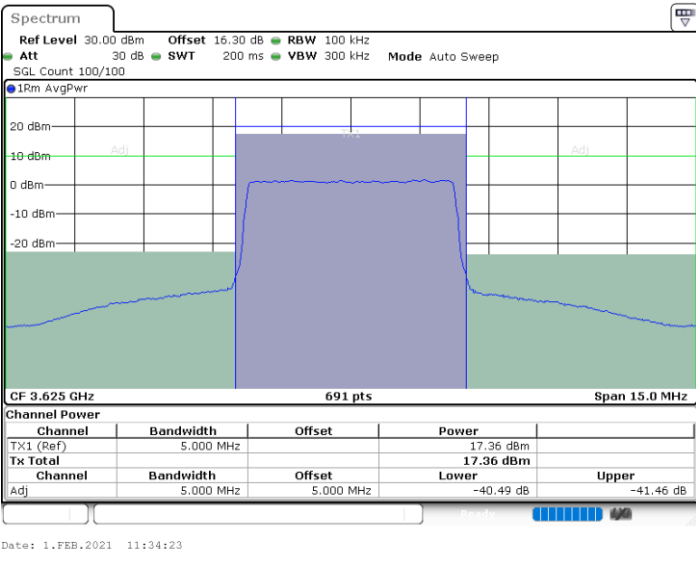 Spectrum
Ref Level 30.00 dBm Offset 16.30 dB RBW 100 kHz
Att 30 dB SWT 200 ms VBW 300 kHz Mode Auto Sweep
SGL Count 100/100
1Rm AvgPwr
20 dBm
TX1
Adj Adj
10 dBm
0 dBm
-10 dBm
-20 dBm
CF 3.625 GHz 691 pts Span 15.0 MHz
Channel Power
Channel Bandwidth Offset Power
TX1 (Ref) 5.000 MHz 17.36 dBm
Tx Total 17.36 dBm
Channel Bandwidth Offset Lower Upper
Adj 5.000 MHz 5.000 MHz -40.49 dB -41.46 dB
Ready
Date: 1.FEB.2021 11:34:23